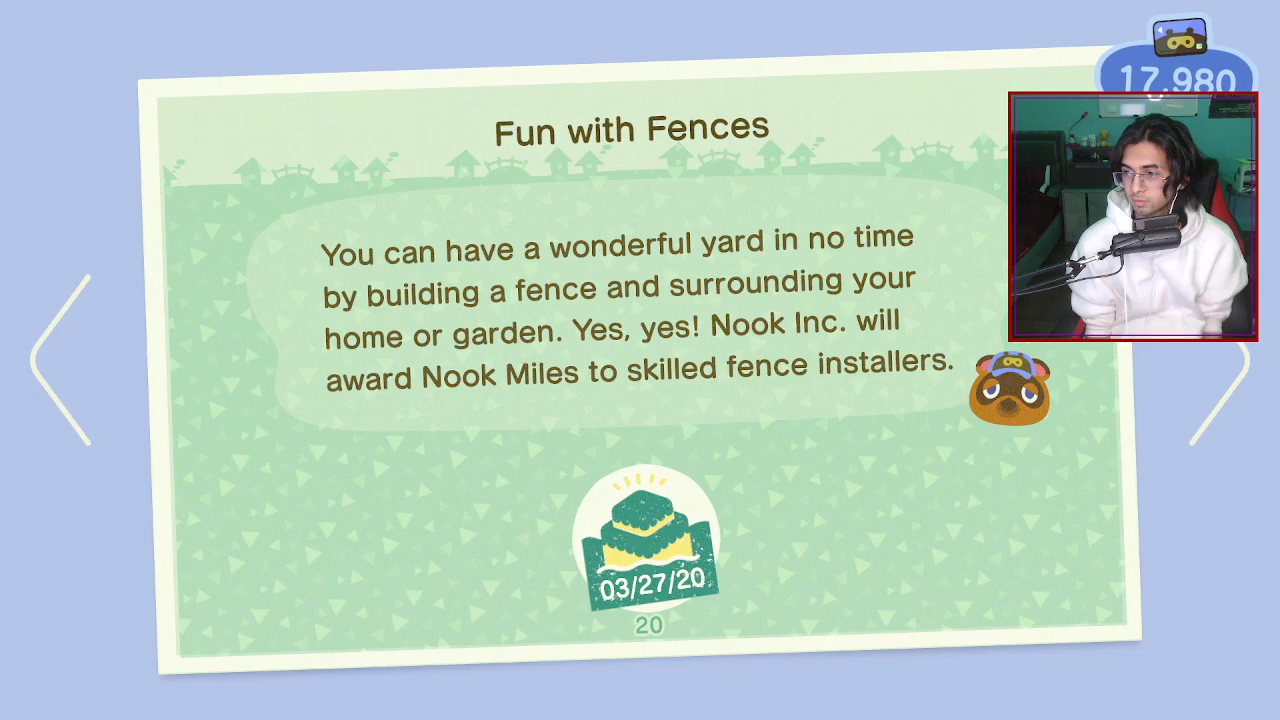 17,980
Fun with Fences
You can have a wonderful yard in no time
by building a fence and surrounding your
home or garden. Yes, yes! Nook Inc. will
award Nook Miles to skilled fence installers.
03/27/20
20